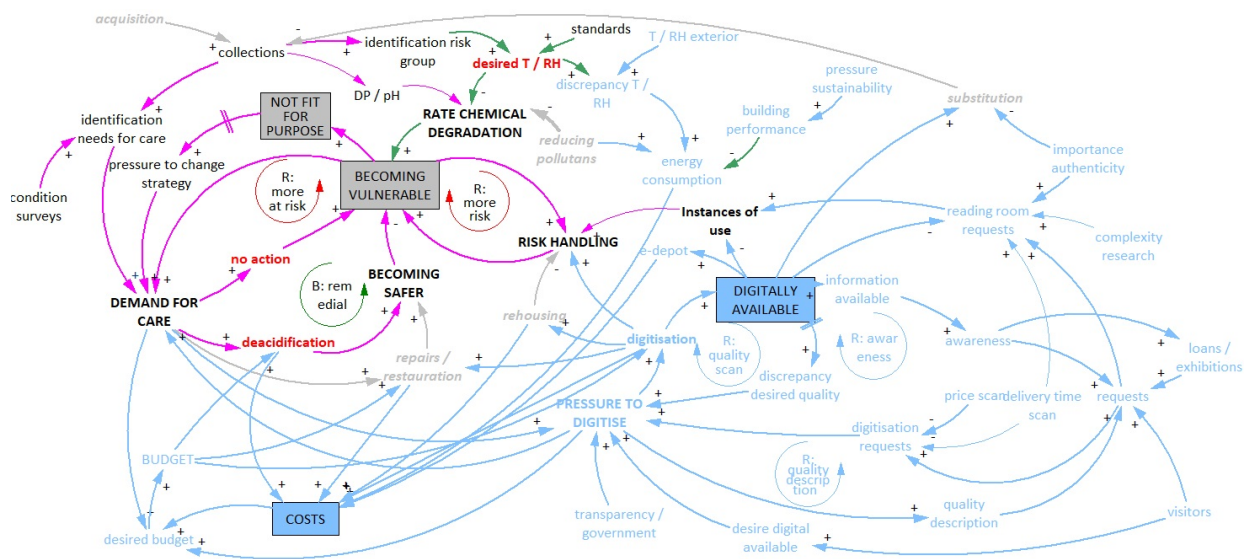 acquisition
collections
identification risk
group
standards
desired T / RH
T / RH exterior
discrepancy T /
RH
pressure
sustainability
DP / pH
NOT FIT
FOR
PURPOSE
RATE CHEMICAL
DEGRADATION
building
performance
substitution
identification
needs for care
pressure to change
strategy
reducing
pollutans
energy
consumption
importance
authenticity
condition
surveys
R:
more
at risk
BECOMING
VULNERABLE
R:
more
risk
Instances of
use
reading room
requests
complexity
research
RISK HANDLING
e-depot
no action
BECOMING
SAFER
B: rem
edial
DIGITALLY
AVAILABLE
information
available
DEMAND FOR
CARE
rehousing
deacidification
digitisation
R:
quality
scan
R: awar
eness
awareness
loans /
exhibitions
repairs /
restauration
discrepancy
desired quality
price scan
delivery time
scan
requests
PRESSURE TO
DIGITISE
digitisation
requests
BUDGET
R:
quality
descrip
tion
COSTS
transparency /
government
desire digital
available
quality
description
visitors
desired budget